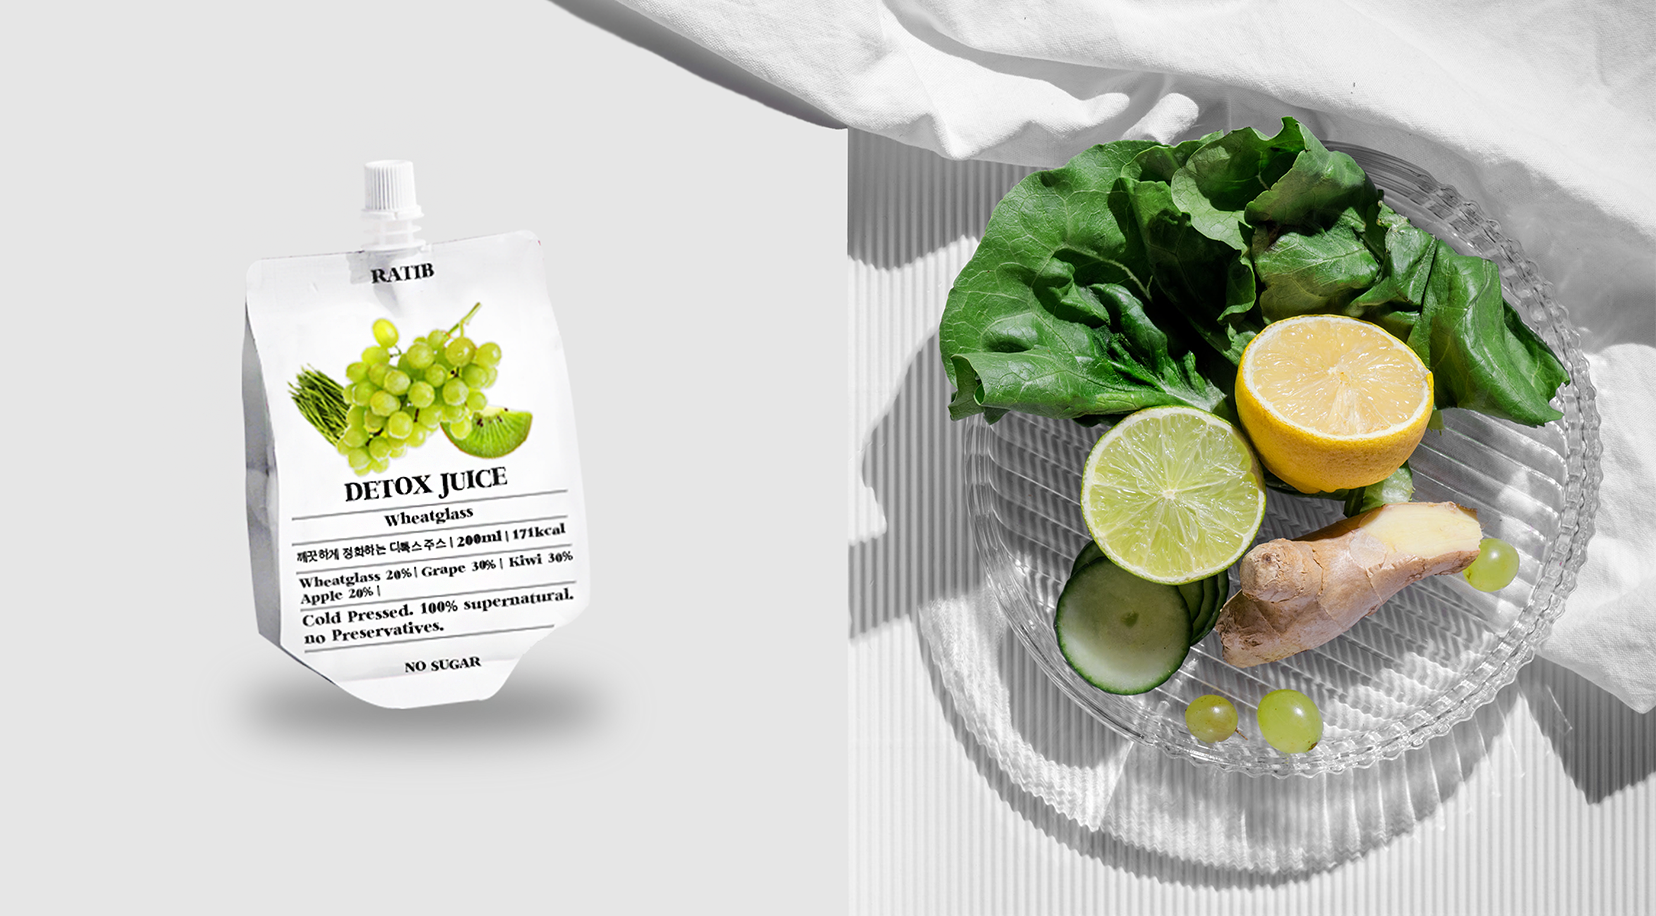 RATIB
DETOX JUICE
Wheatglass
깨끗하게 정화하는 디톡스 주스 | 200ml | 171kcal
Wheatglass 20% | Grape 30% | Kiwi 30%
Apple 20% |
Cold Pressed. 100% supernatural.
no Preservatives.
NO SUGAR